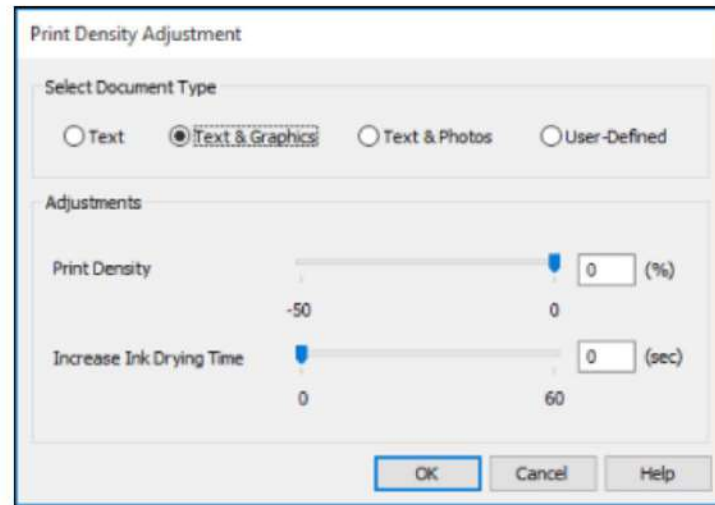 Print Density Adjustment
Select Document Type
Text Text & Graphics Text & Photos User-Defined
Adjustments
Print Density 0 (%)
-50 0
Increase Ink Drying Time 0 (sec)
0 60
OK Cancel Help